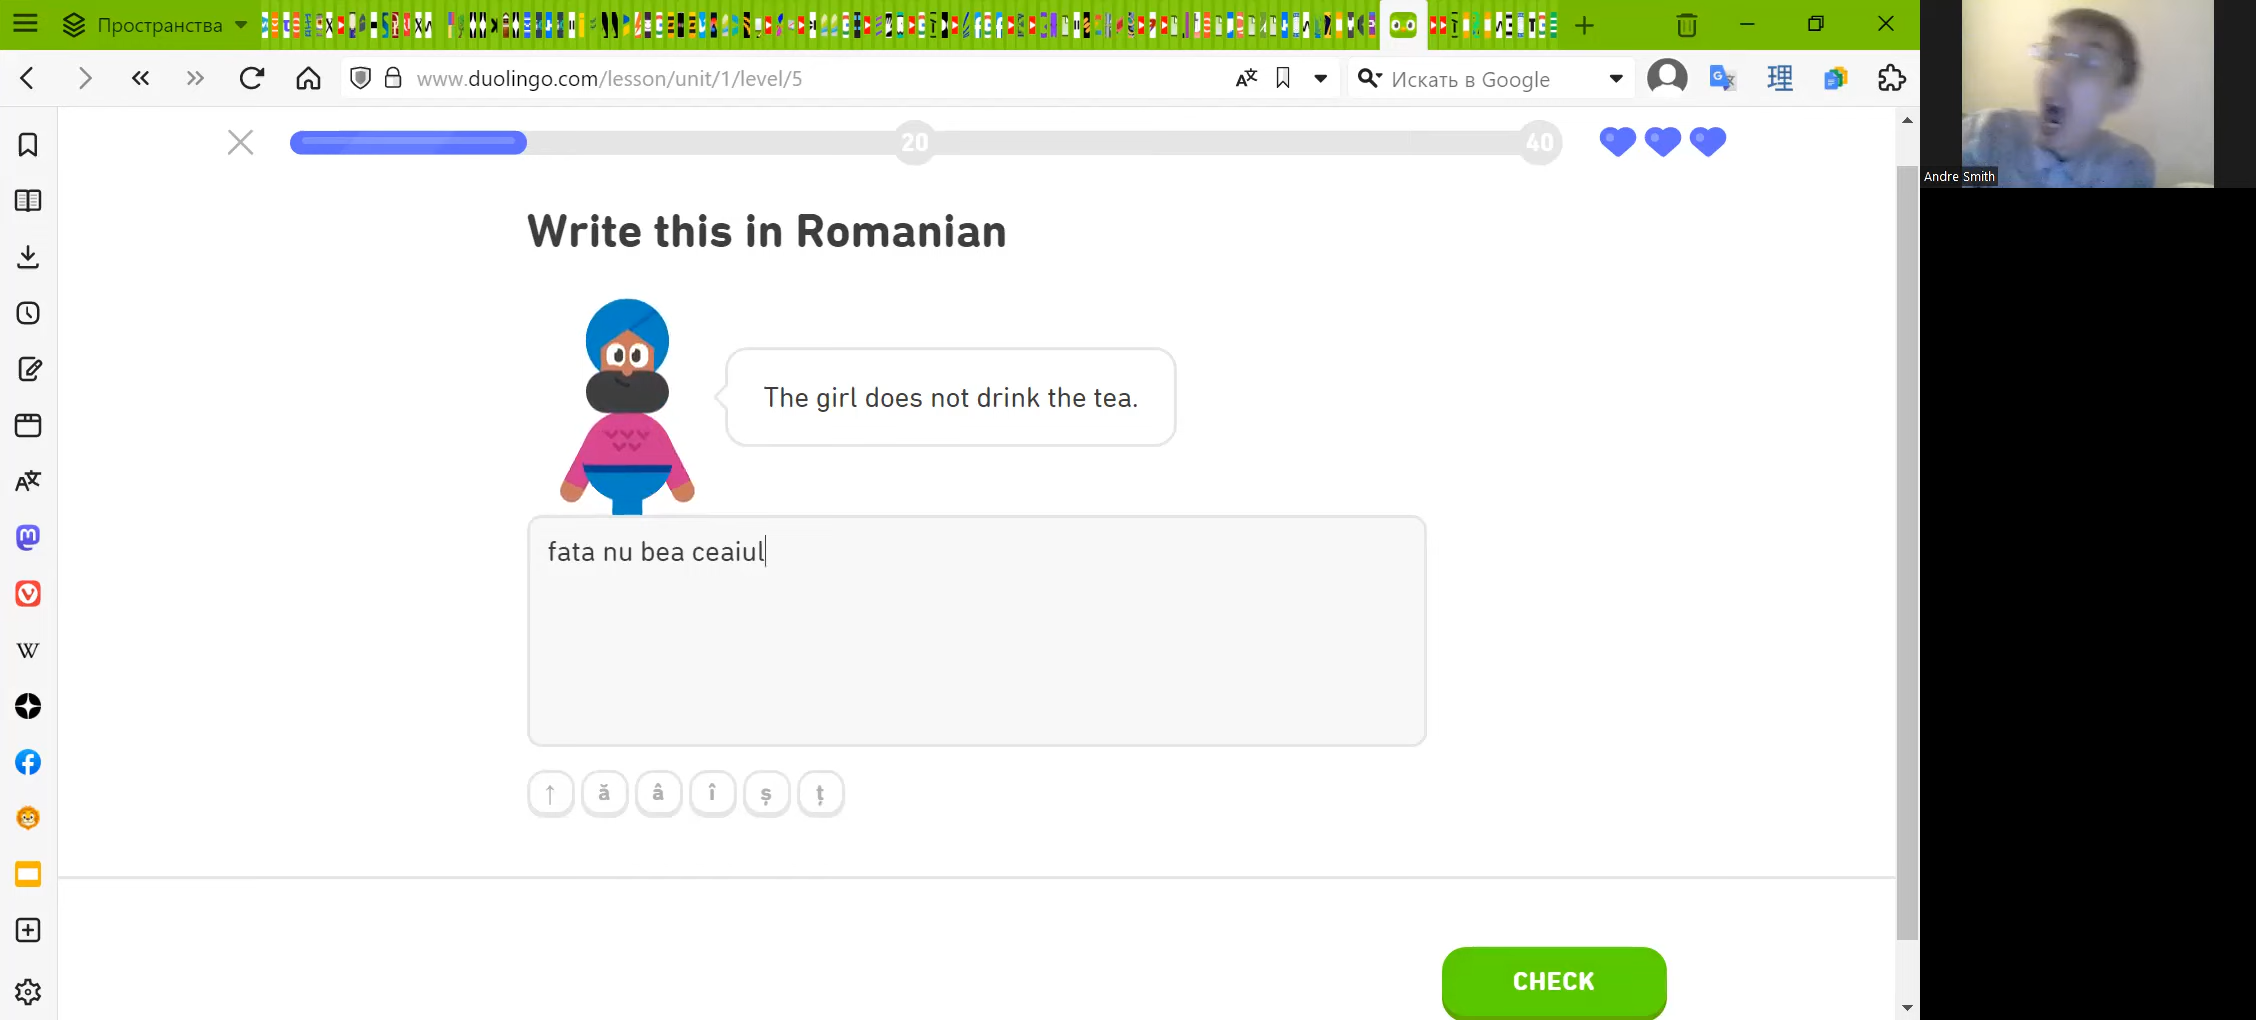 Пространства
www.duolingo.com/lesson/unit/1/level/5
Искать в Google
20
40
Andre Smith
Write this in Romanian
The girl does not drink the tea.
fata nu bea ceaiul
↑ ă â î ș ț
W
CHECK